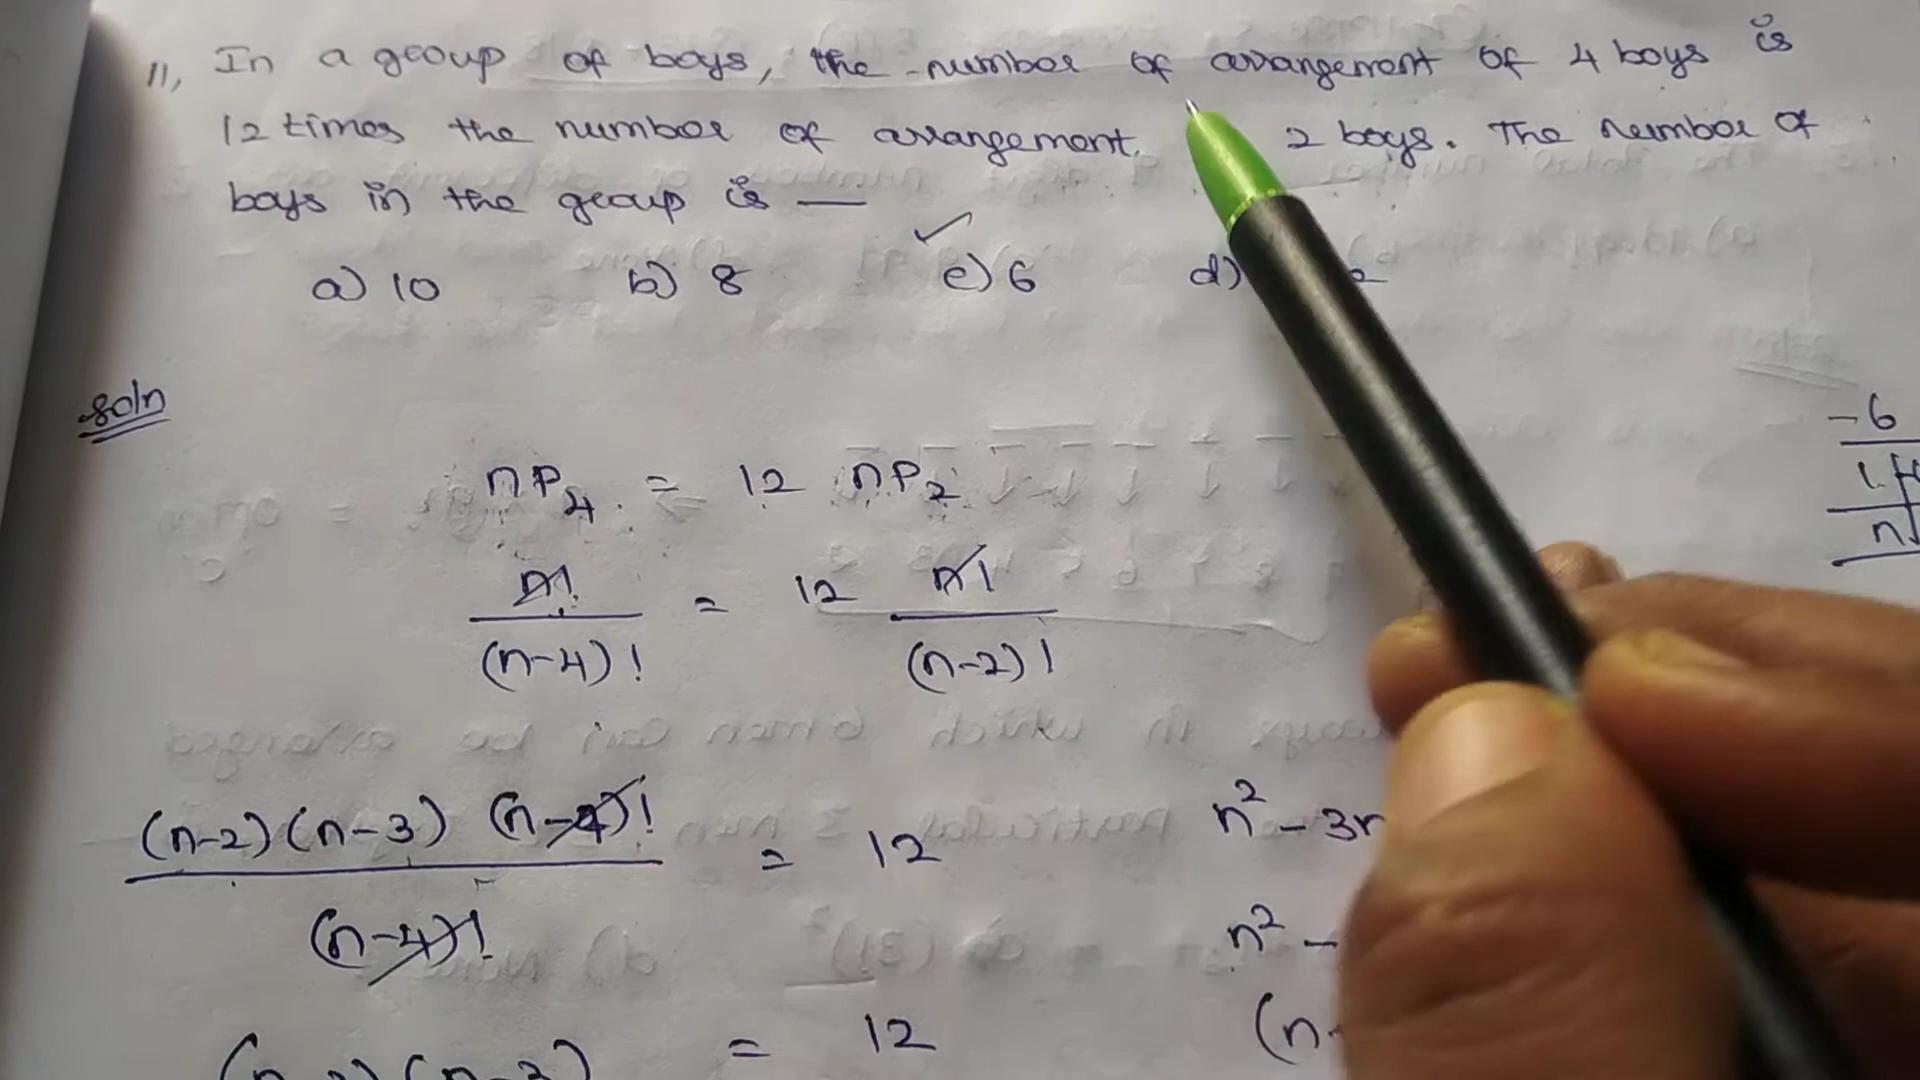 11, In a group of boys, the number of arrangement of 4 boys is
12 times the number of arrangement 2 boys. The number of
boys in the group is —
a) 10 b) 8 c) 6 d)
soln
nP4 = 12 nP2
n! / (n-4)! = 12 n! / (n-2)!
(n-2)(n-3) (n-4)! / (n-4)! = 12
= 12
n² - 3n
n² -
(n-
-6
n